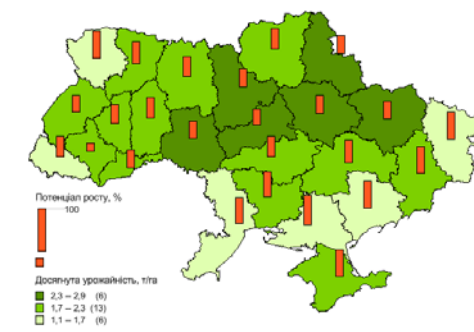 Потенціал росту, %
100
Досягнута урожайність, т/га
2,3 – 2,9 (6)
1,7 – 2,3 (13)
1,1 – 1,7 (6)